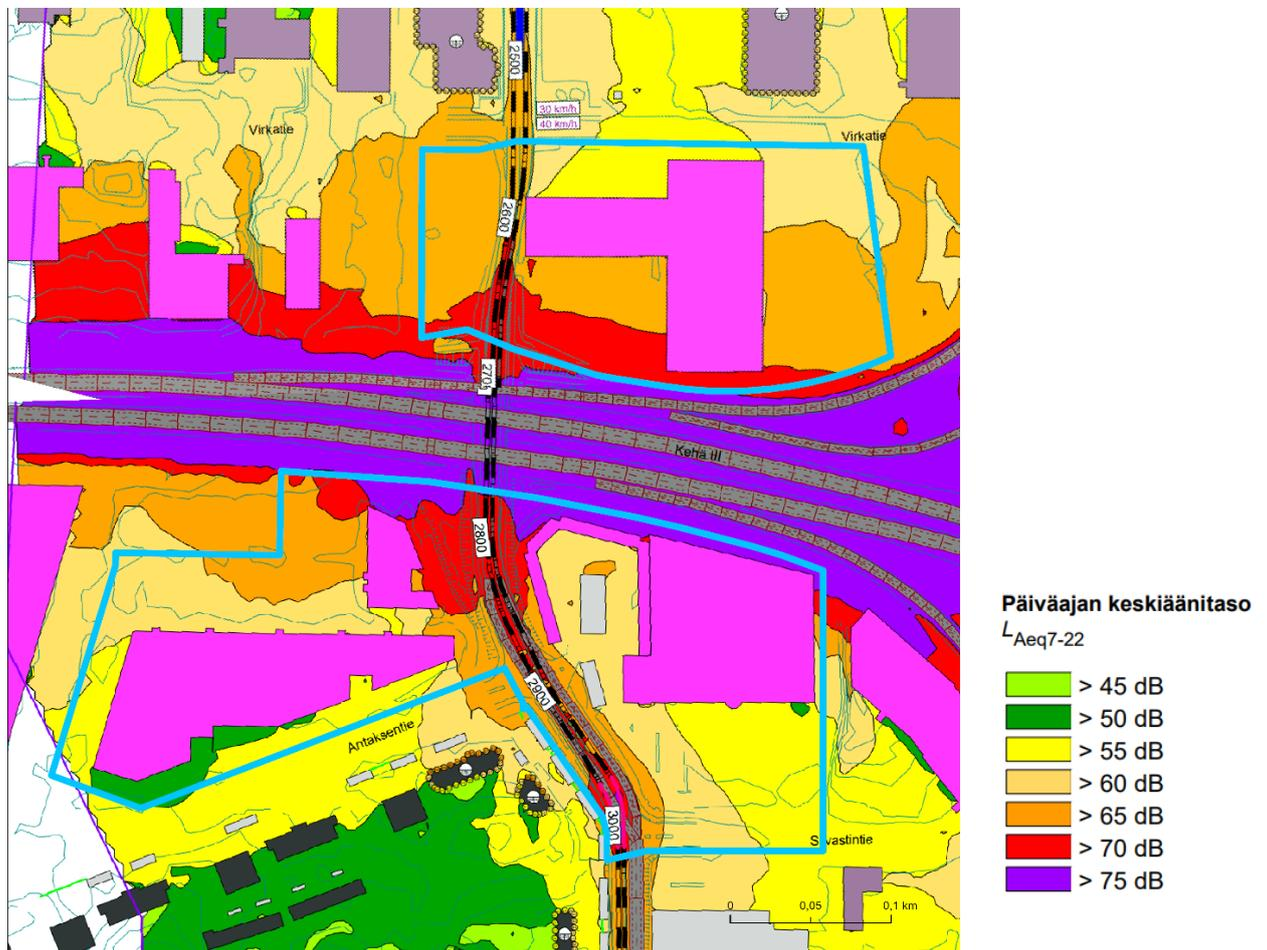 2500
30 km/h
40 km/h
Virkatie
Virkatie
2600
270
Kehä III
2800
2900
Antaksentie
3000
S vastintie
0 0,05 0,1 km
Päiväajan keskiäänitaso
LAeq7-22
> 45 dB
> 50 dB
> 55 dB
> 60 dB
> 65 dB
> 70 dB
> 75 dB